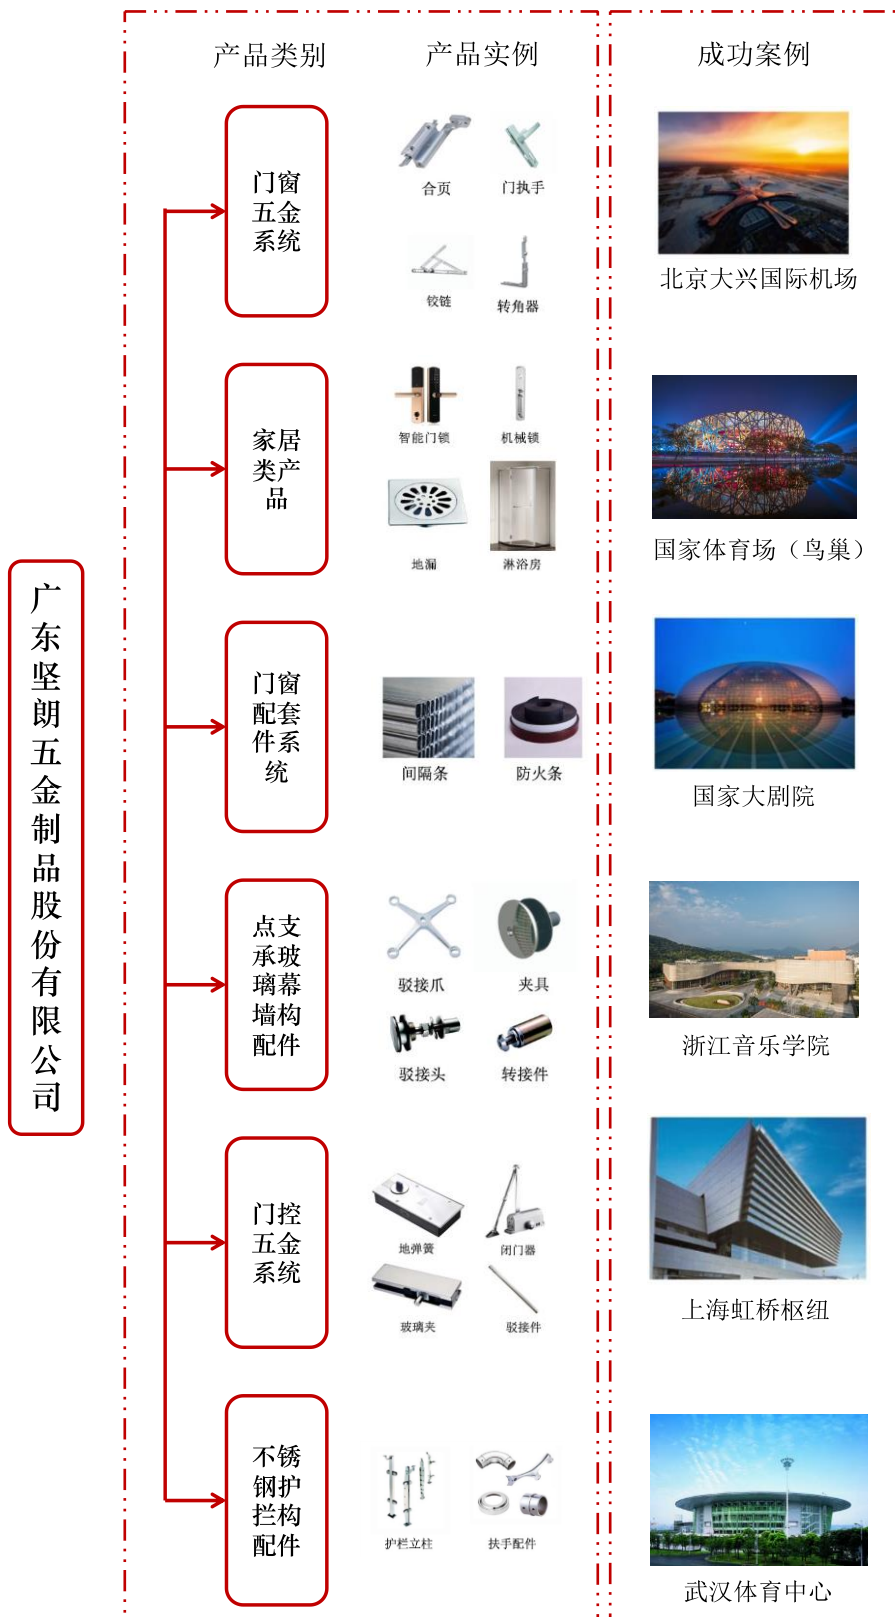 产品类别
产品实例
成功案例
广东坚朗五金制品股份有限公司
门窗
五金
系统
合页
门执手
铰链
转角器
北京大兴国际机场
家居
类产
品
智能门锁
机械锁
地漏
淋浴房
国家体育场（鸟巢）
门窗
配套
件系
统
间隔条
防火条
国家大剧院
点支
承玻
璃幕
墙构
配件
驳接爪
夹具
驳接头
转接件
浙江音乐学院
门控
五金
系统
地弹簧
闭门器
玻璃夹
驳接件
上海虹桥枢纽
不锈
钢护
拦构
配件
护栏立柱
扶手配件
武汉体育中心